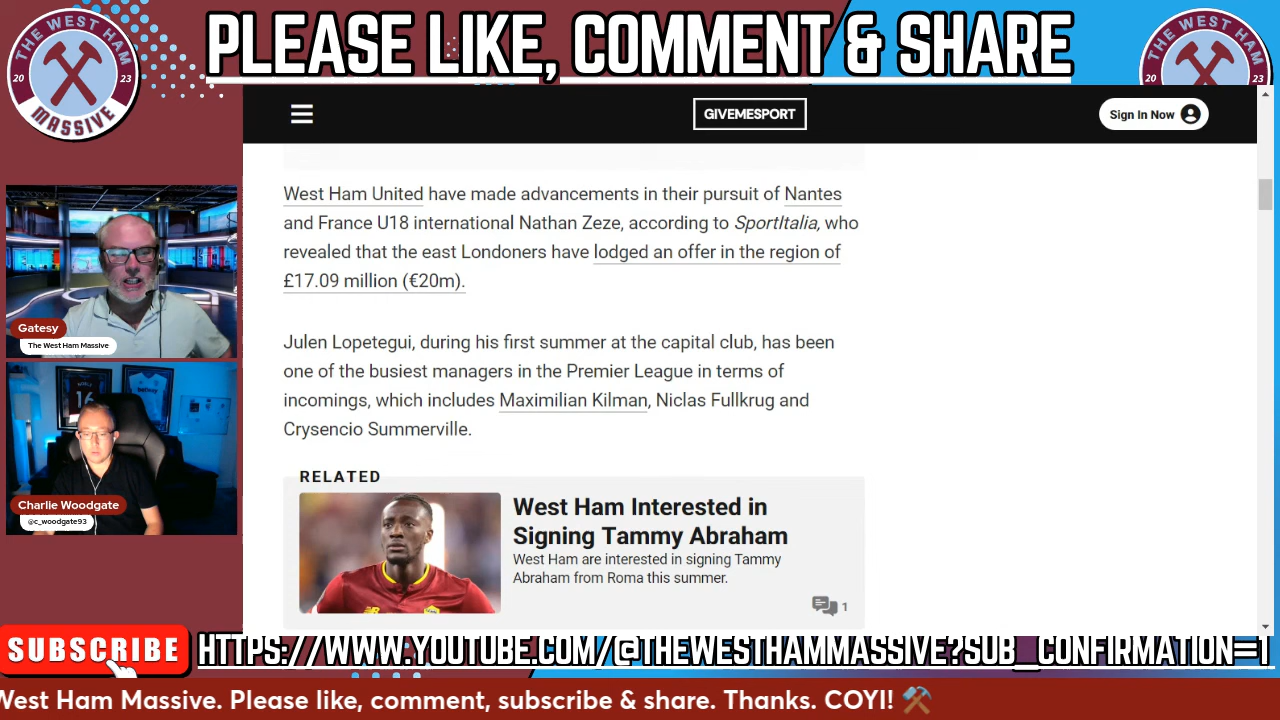 PLEASE LIKE, COMMENT & SHARE
THE WEST HAM
20 23
MASSIVE
THE WEST HAM
20 23
GIVEMESPORT
Sign In Now
West Ham United have made advancements in their pursuit of Nantes
and France U18 international Nathan Zeze, according to SportItalia, who
revealed that the east Londoners have lodged an offer in the region of
£17.09 million (€20m).
Julen Lopetegui, during his first summer at the capital club, has been
one of the busiest managers in the Premier League in terms of
incomings, which includes Maximilian Kilman, Niclas Fullkrug and
Crysencio Summerville.
RELATED
West Ham Interested in
Signing Tammy Abraham
West Ham are interested in signing Tammy
Abraham from Roma this summer.
1
Gatesy
The West Ham Massive
16
betway
Charlie Woodgate
@c_woodgate93
SUBSCRIBE
HTTPS://WWW.YOUTUBE.COM/@THEWESTHAMMASSIVE?SUB_CONFIRMATION=1
West Ham Massive. Please like, comment, subscribe & share. Thanks. COYI! ⚒️